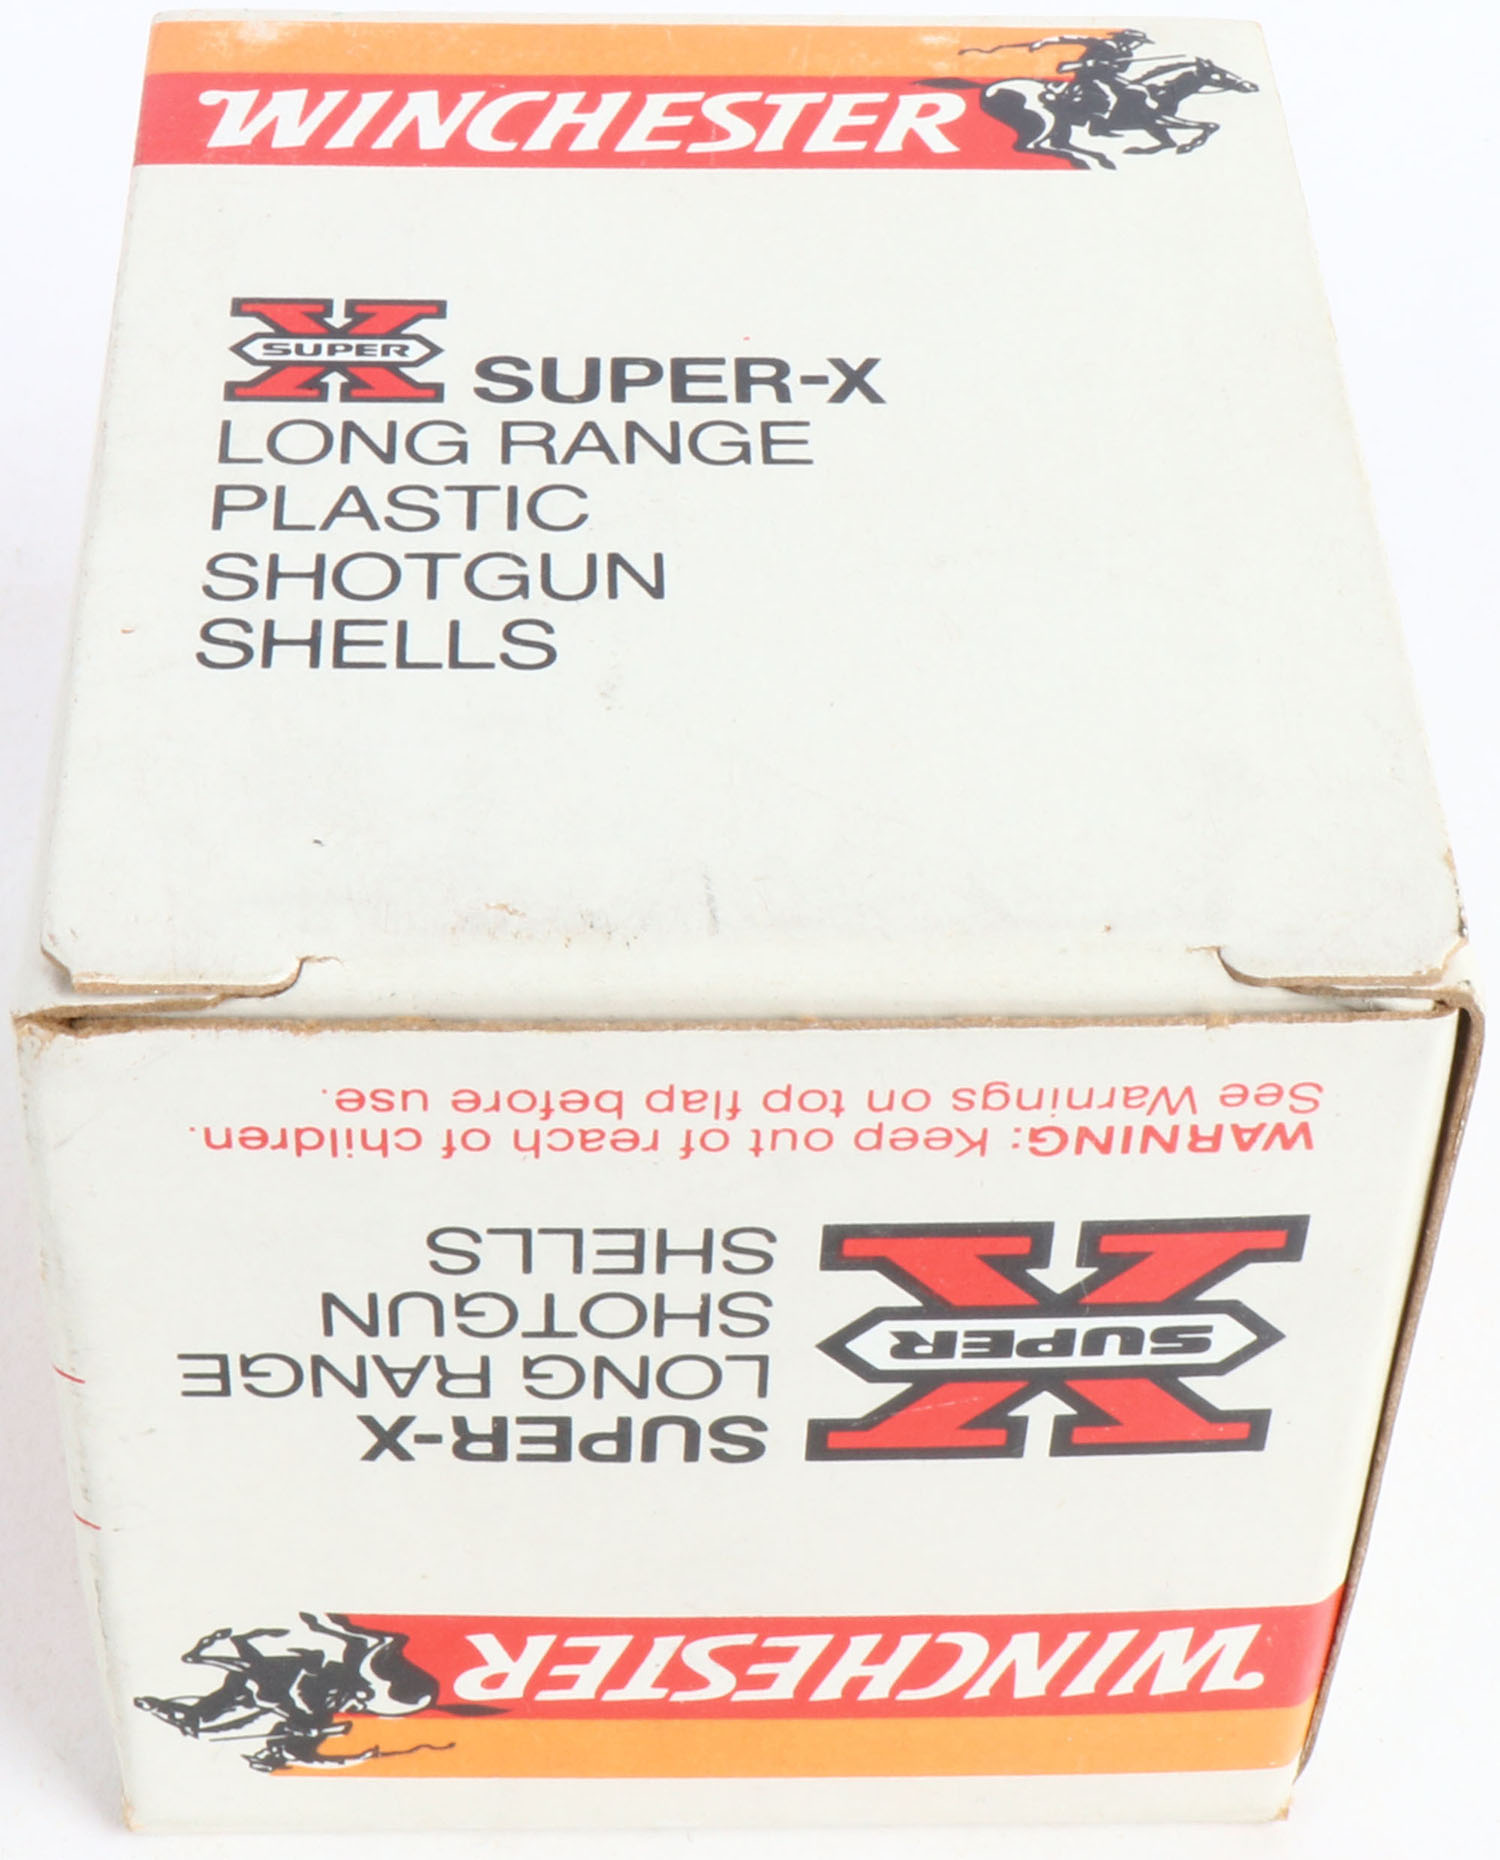 WINCHESTER
SUPER
SUPER-X
LONG RANGE
PLASTIC
SHOTGUN
SHELLS
WINCHESTER
SUPER
SUPER-X
LONG RANGE
SHOTGUN
SHELLS
WARNING: Keep out of reach of children.
See Warnings on top flap before use.